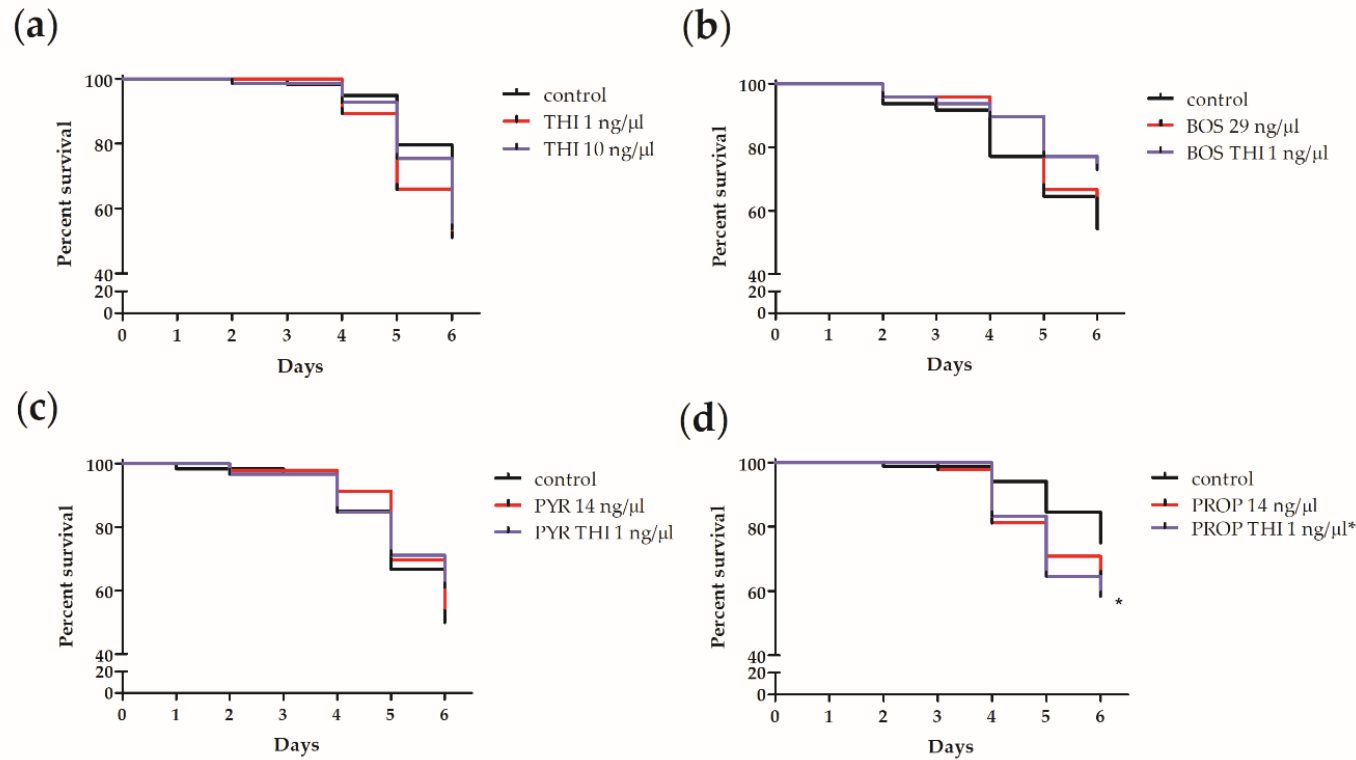 (a)
Percent survival
100
80
60
40
20
0
0 1 2 3 4 5 6
Days
control
THI 1 ng/µl
THI 10 ng/µl
(b)
Percent survival
100
80
60
40
20
0
0 1 2 3 4 5 6
Days
control
BOS 29 ng/µl
BOS THI 1 ng/µl
(c)
Percent survival
100
80
60
40
20
0
0 1 2 3 4 5 6
Days
control
PYR 14 ng/µl
PYR THI 1 ng/µl
(d)
Percent survival
100
80
60
40
20
0
0 1 2 3 4 5 6
Days
control
PROP 14 ng/µl
PROP THI 1 ng/µl*
*